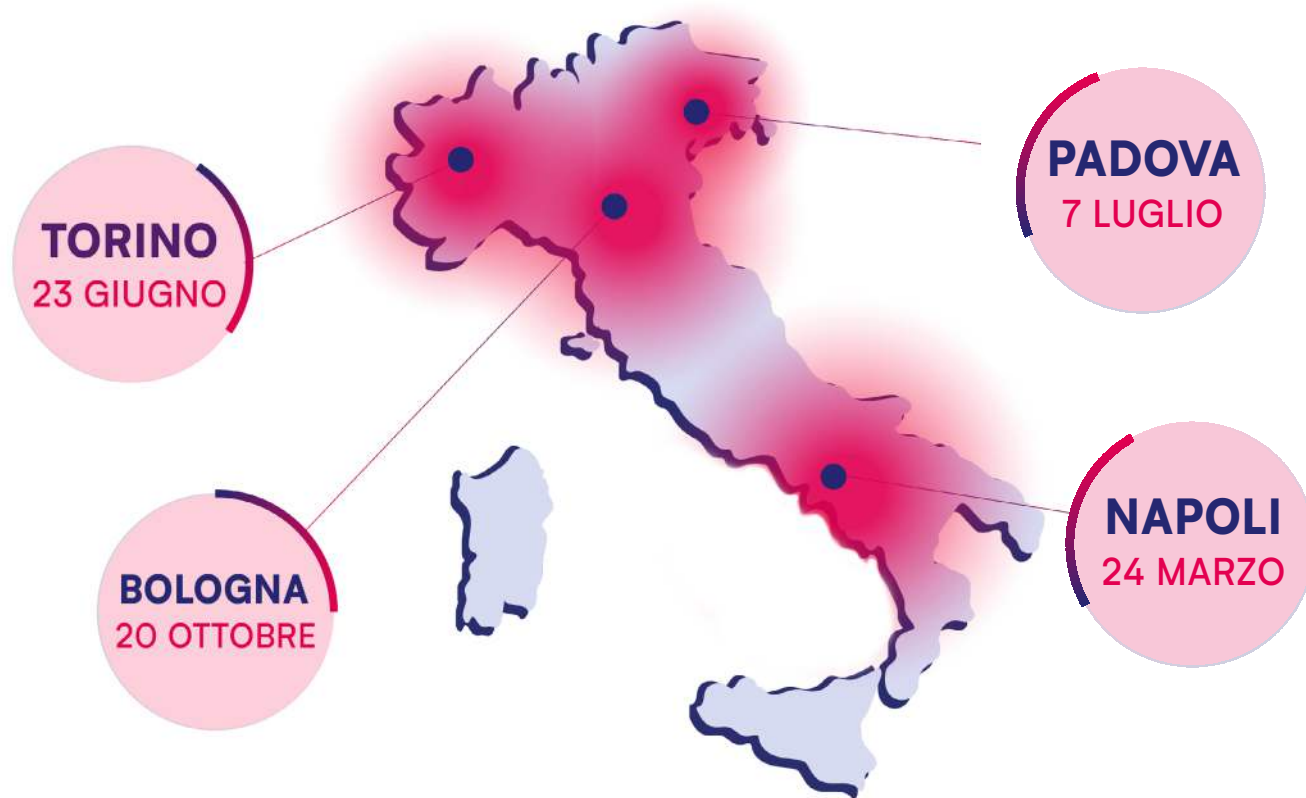 TORINO
23 GIUGNO
PADOVA
7 LUGLIO
BOLOGNA
20 OTTOBRE
NAPOLI
24 MARZO